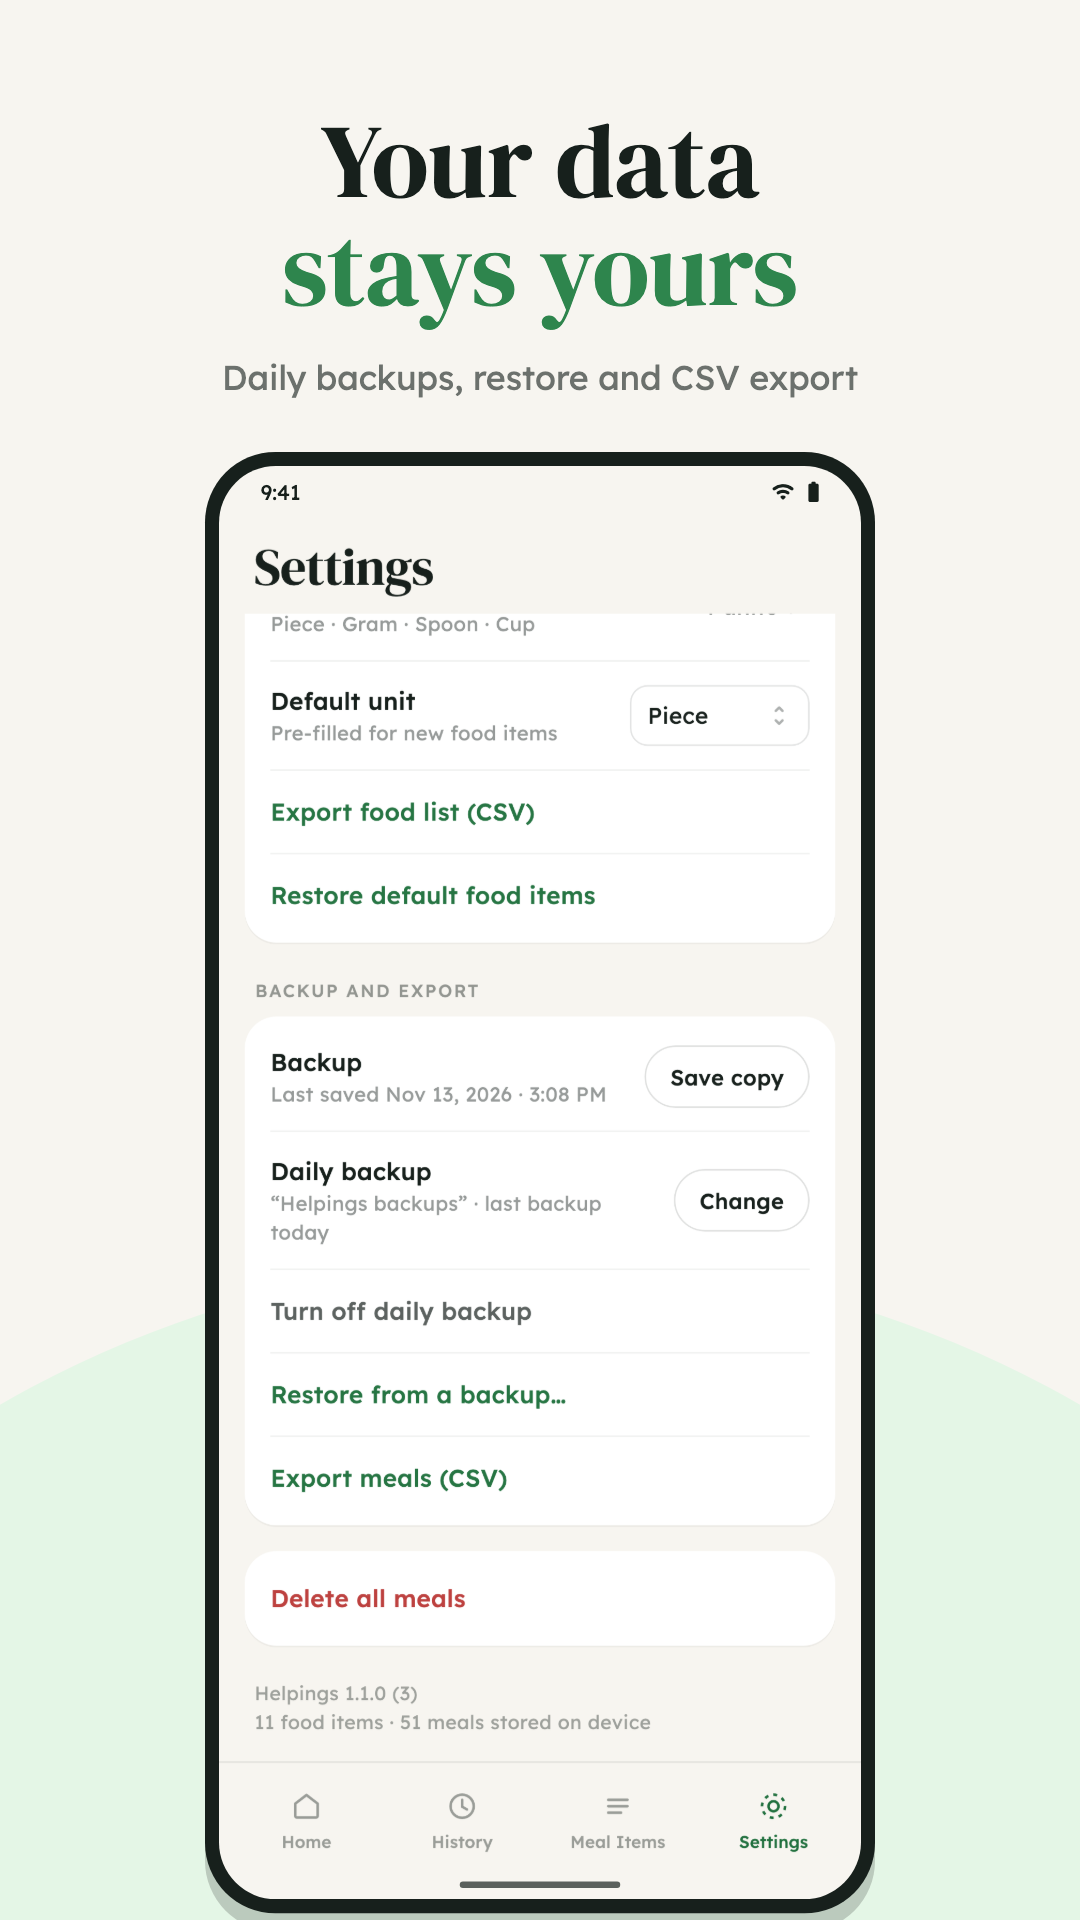 Your data
stays yours
Daily backups, restore and CSV export
9:41
Settings
Piece · Gram · Spoon · Cup
Default unit
Pre-filled for new food items
Piece
Export food list (CSV)
Restore default food items
BACKUP AND EXPORT
Backup
Last saved Nov 13, 2026 · 3:08 PM
Save copy
Daily backup
“Helpings backups” · last backup
today
Change
Turn off daily backup
Restore from a backup…
Export meals (CSV)
Delete all meals
Helpings 1.1.0 (3)
11 food items · 51 meals stored on device
Home
History
Meal Items
Settings